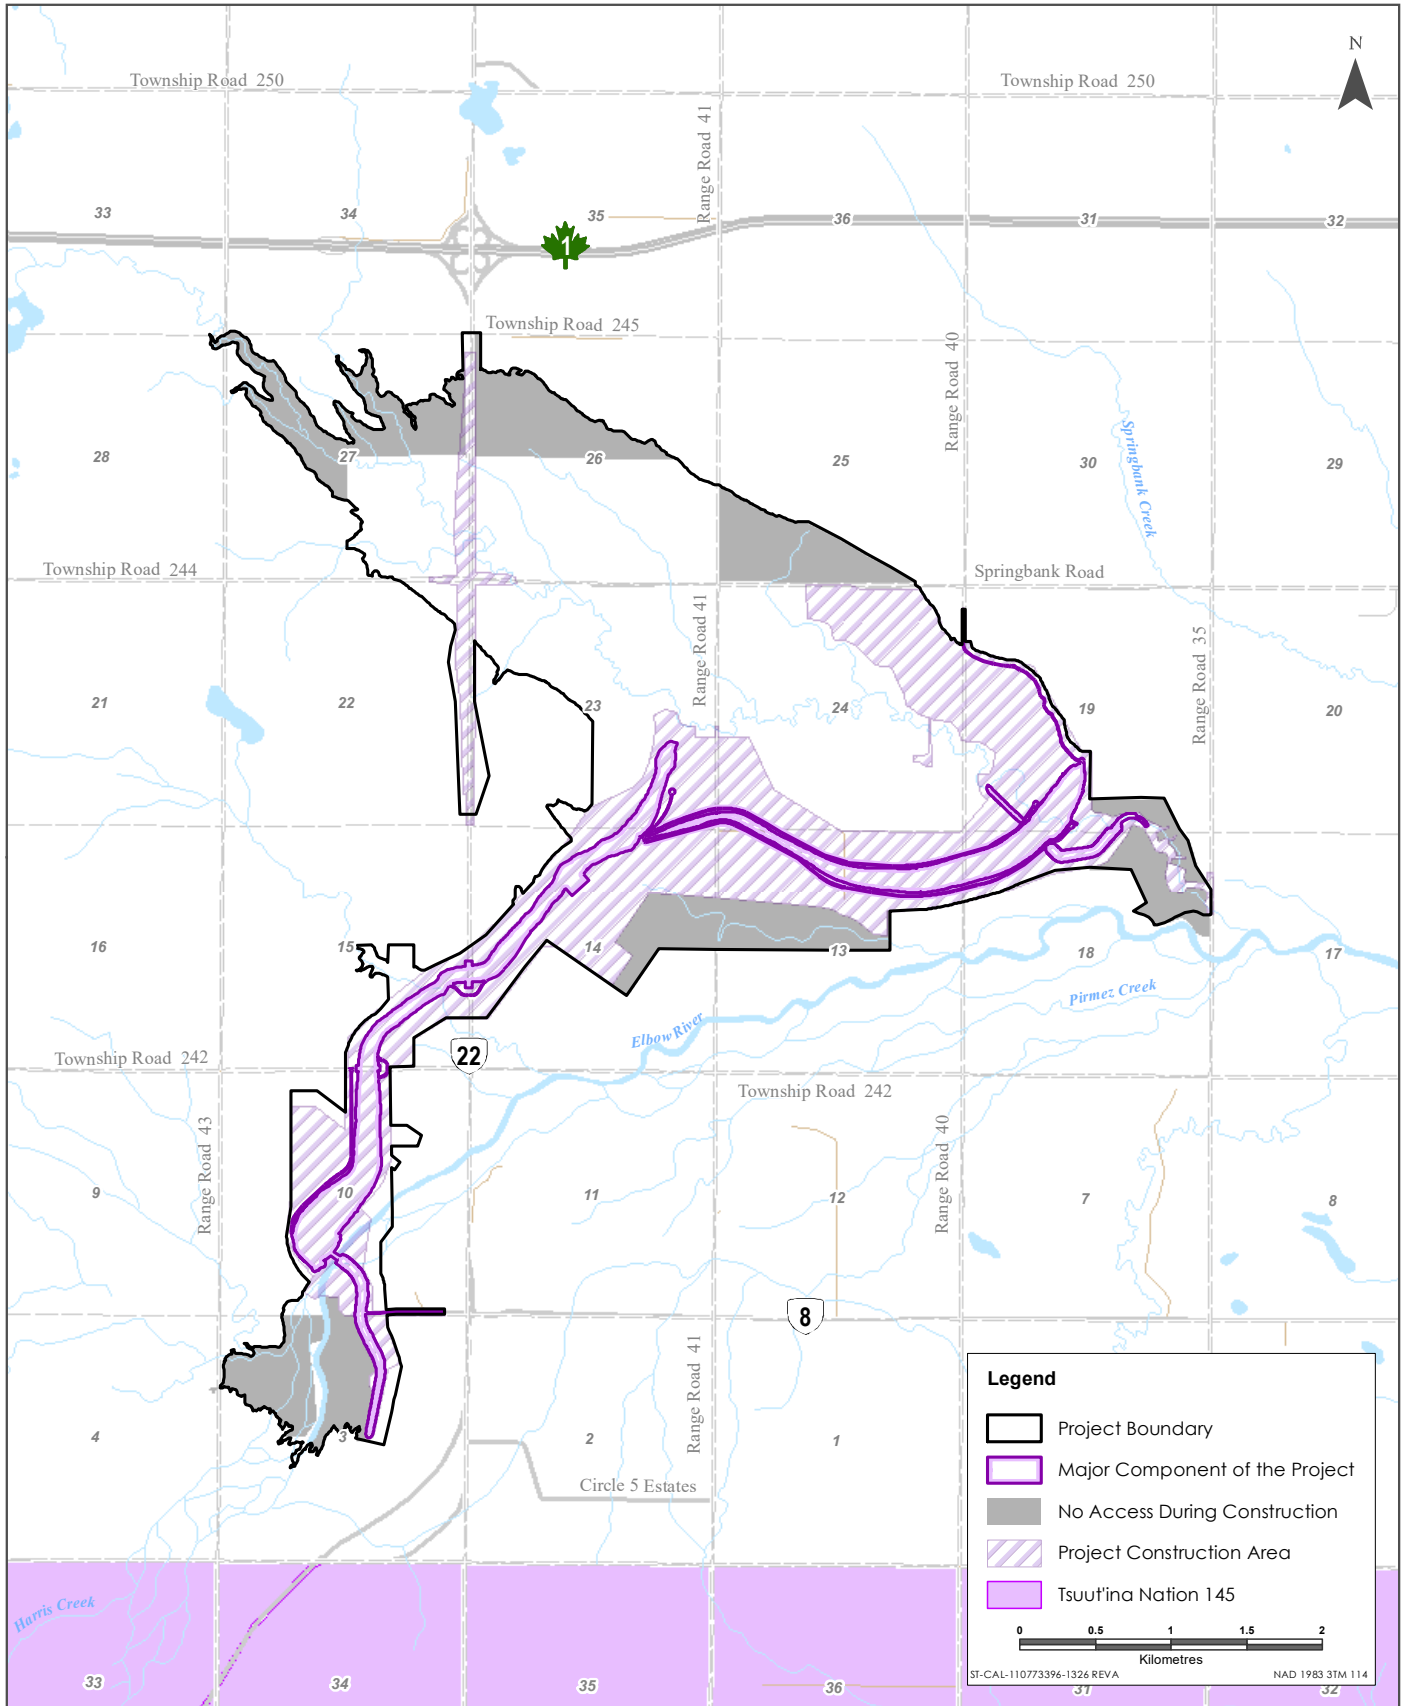 N
Township Road 250
Township Road 250
Range Road 41
33
34
35
36
31
32
1
Township Road 245
Range Road 40
28
27
26
25
30
29
Springbank Creek
Township Road 244
Springbank Road
Range Road 41
Range Road 35
21
22
23
24
19
20
16
15
14
13
18
17
Pirmez Creek
Elbow River
Township Road 242
22
Township Road 242
Range Road 43
Range Road 40
9
10
11
12
7
8
8
Range Road 41
4
3
2
1
Circle 5 Estates
Harris Creek
33
34
35
36
31
32
Legend
Project Boundary
Major Component of the Project
No Access During Construction
Project Construction Area
Tsuut'ina Nation 145
0 0.5 1 1.5 2
Kilometres
ST-CAL-110773396-1326 REVA
NAD 1983 3TM 114